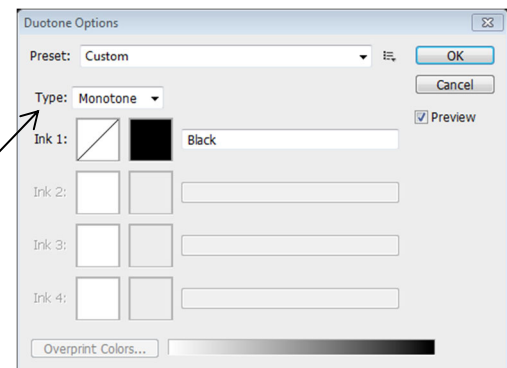 Duotone Options
Preset: Custom
OK
Type: Monotone
Cancel
Preview
Ink 1: Black
Ink 2:
Ink 3:
Ink 4:
Overprint Colors...